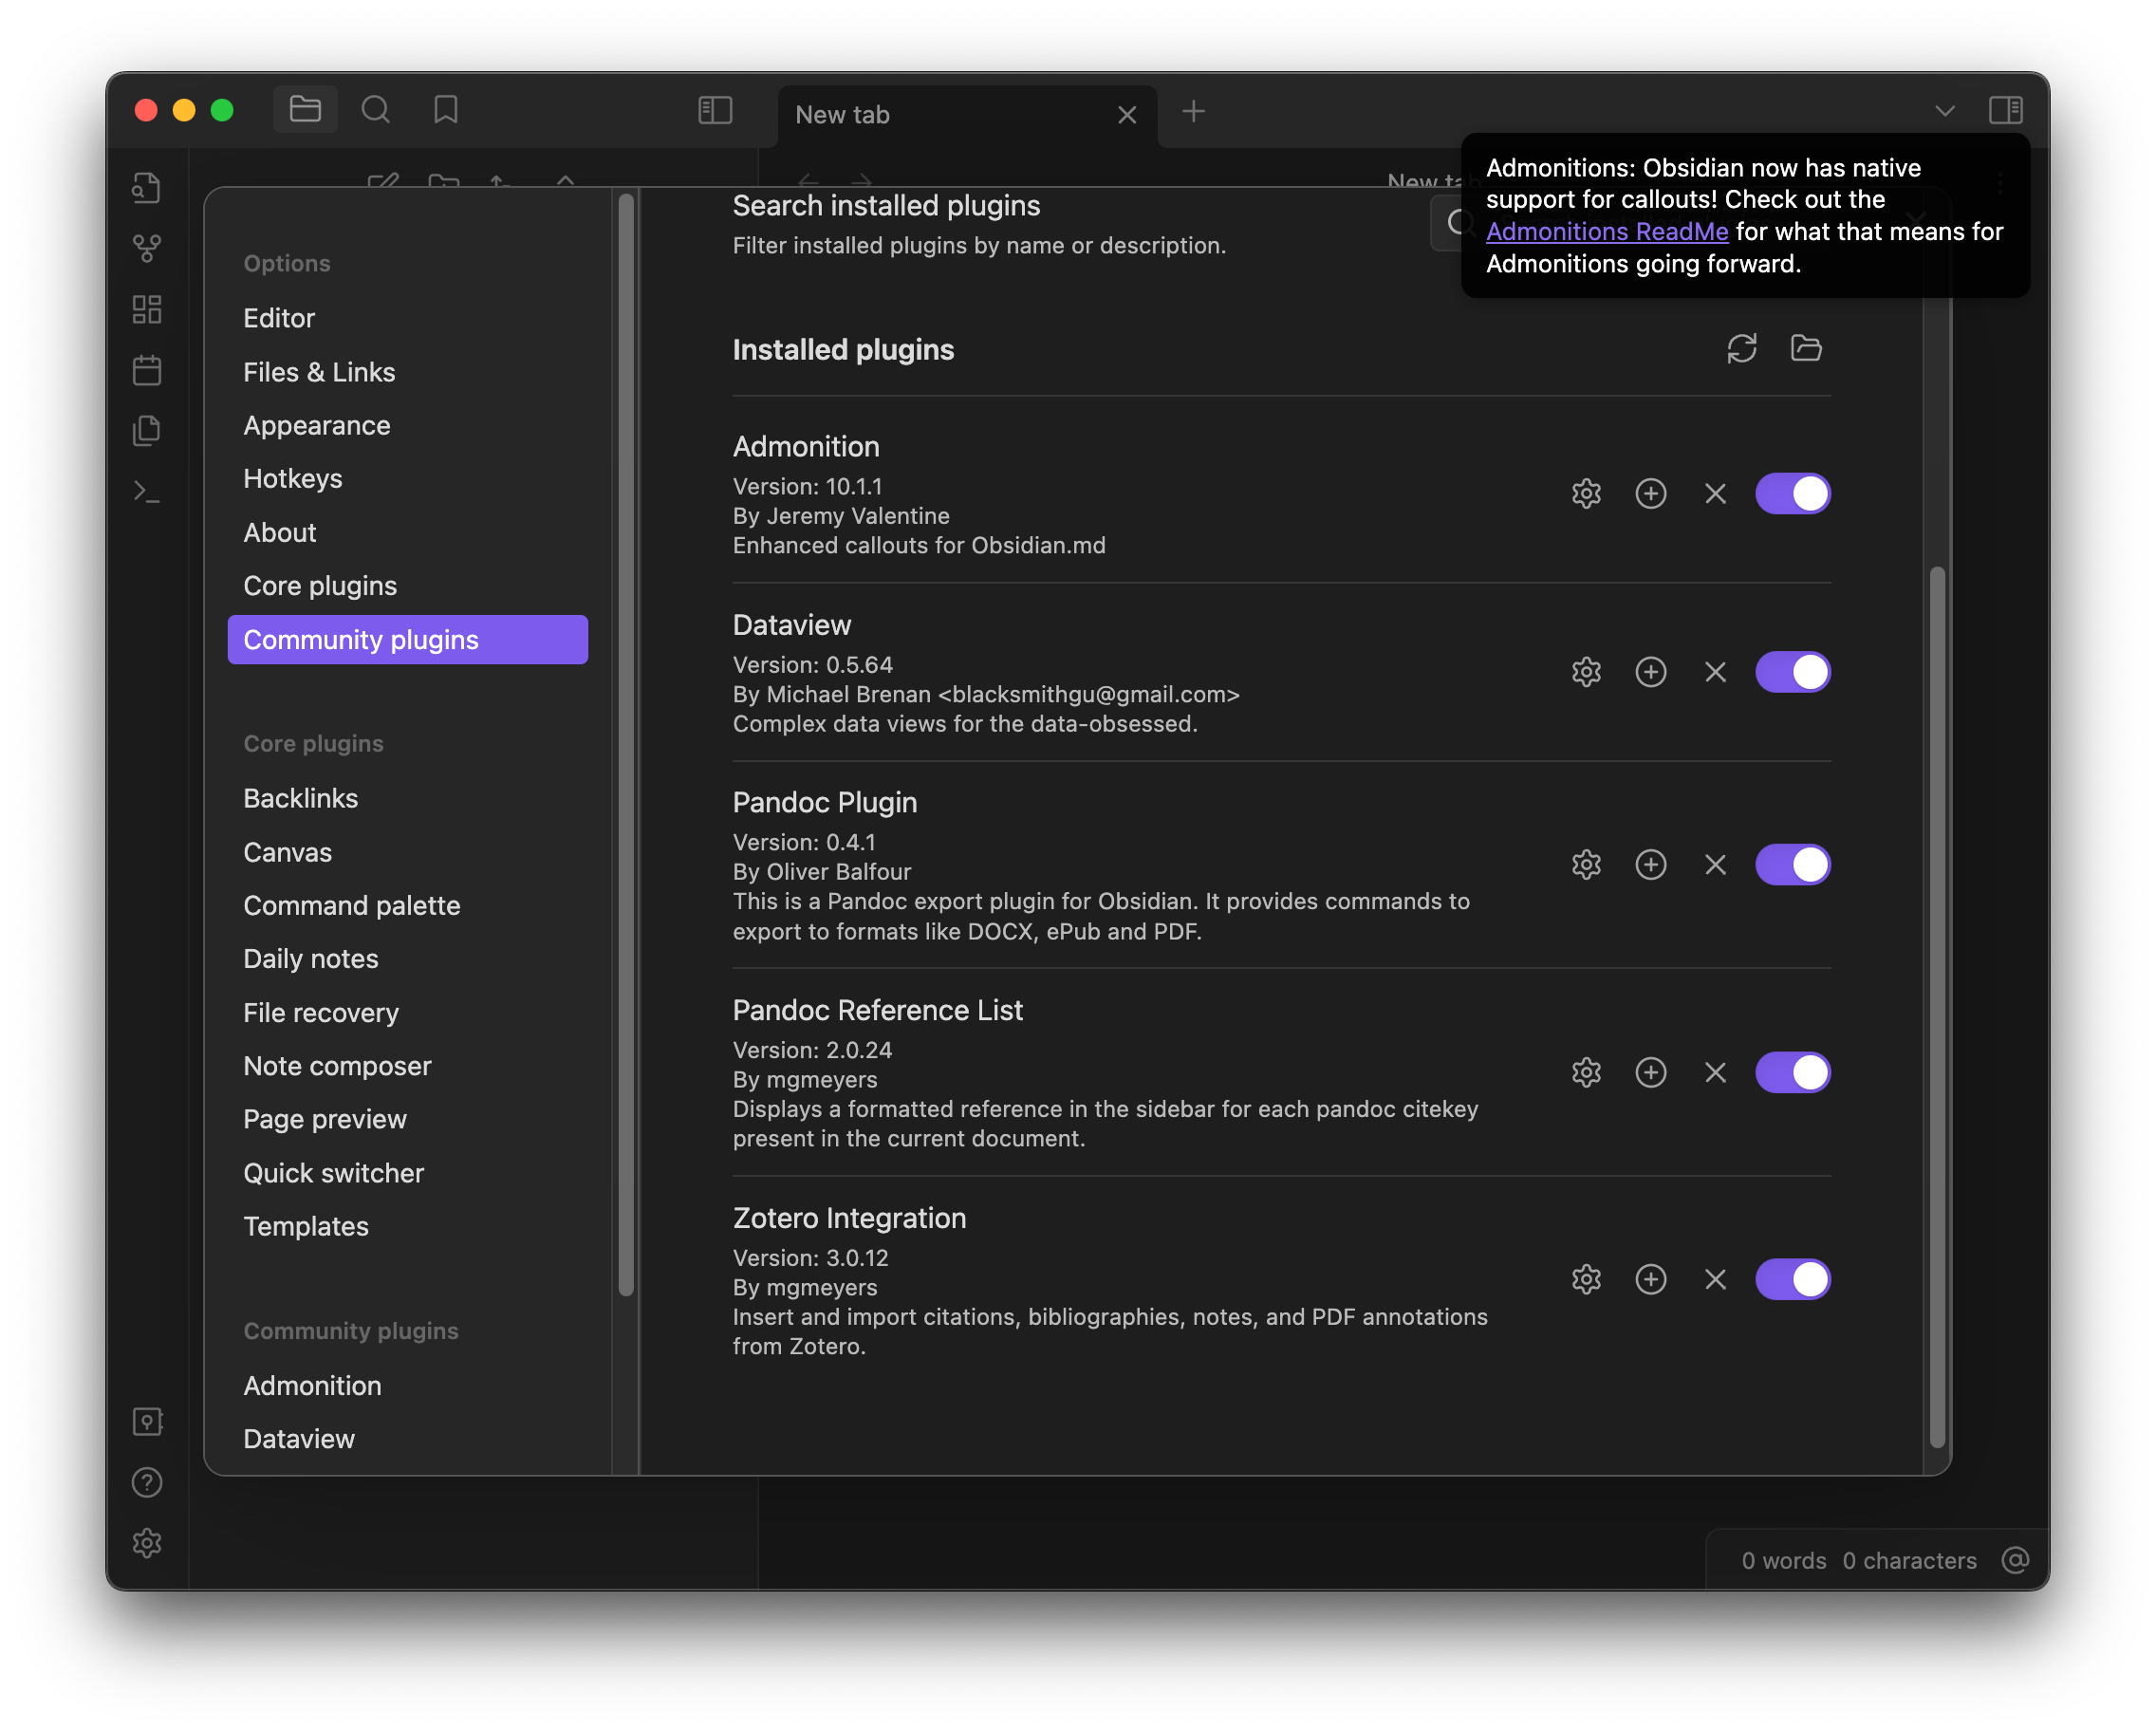 New tab
New tab
Admonitions: Obsidian now has native
support for callouts! Check out the
Admonitions ReadMe for what that means for
Admonitions going forward.
Options
Editor
Files & Links
Appearance
Hotkeys
About
Core plugins
Community plugins
Core plugins
Backlinks
Canvas
Command palette
Daily notes
File recovery
Note composer
Page preview
Quick switcher
Templates
Community plugins
Admonition
Dataview
Search installed plugins
Filter installed plugins by name or description.
Installed plugins
Admonition
Version: 10.1.1
By Jeremy Valentine
Enhanced callouts for Obsidian.md
Dataview
Version: 0.5.64
By Michael Brenan <blacksmithgu@gmail.com>
Complex data views for the data-obsessed.
Pandoc Plugin
Version: 0.4.1
By Oliver Balfour
This is a Pandoc export plugin for Obsidian. It provides commands to
export to formats like DOCX, ePub and PDF.
Pandoc Reference List
Version: 2.0.24
By mgmeyers
Displays a formatted reference in the sidebar for each pandoc citekey
present in the current document.
Zotero Integration
Version: 3.0.12
By mgmeyers
Insert and import citations, bibliographies, notes, and PDF annotations
from Zotero.
0 words 0 characters